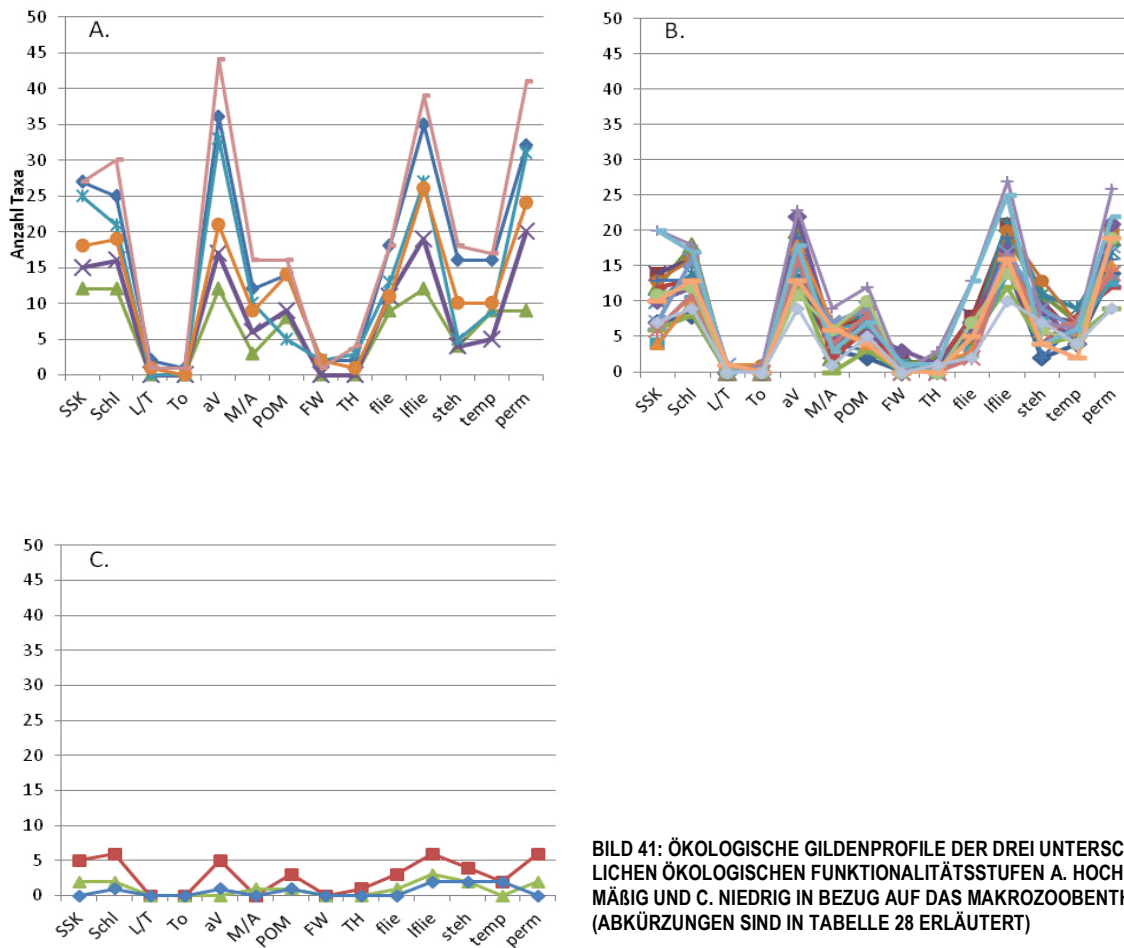 A.
Anzahl Taxa
50
45
40
35
30
25
20
15
10
5
0
SSK
Schl
L/T
To
aV
M/A
POM
FW
TH
flie
lflie
steh
temp
perm
B.
50
45
40
35
30
25
20
15
10
5
0
SSK
Schl
L/T
To
aV
M/A
POM
FW
TH
flie
lflie
steh
temp
perm
C.
50
45
40
35
30
25
20
15
10
5
0
SSK
Schl
L/T
To
aV
M/A
POM
FW
TH
flie
lflie
steh
temp
perm
BILD 41: ÖKOLOGISCHE GILDENPROFILE DER DREI UNTERSC
LICHEN ÖKOLOGISCHEN FUNKTIONALITÄTSSTUFEN A. HOCH
MÄßIG UND C. NIEDRIG IN BEZUG AUF DAS MAKROZOOBENTH
(ABKÜRZUNGEN SIND IN TABELLE 28 ERLÄUTERT)